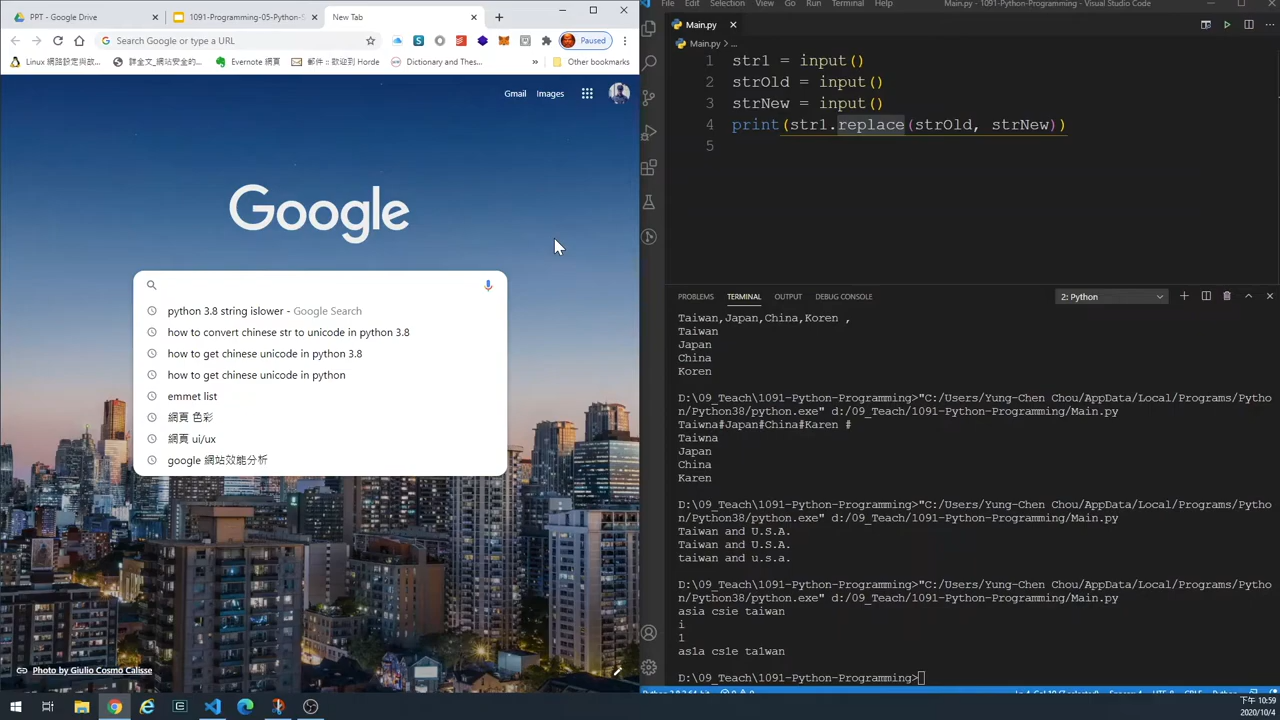 PPT - Google Drive
1091-Programming-05-Python-S
New Tab
Search Google or type a URL
Paused
Linux 網路設定與故...
Evernote 網頁
郵件 :: 歡迎到 Horde
Dictionary and Thes...
»
Other bookmarks
Gmail
Images
Google
python 3.8 string islower - Google Search
how to convert chinese str to unicode in python 3.8
how to get chinese unicode in python 3.8
how to get chinese unicode in python
emmet list
網頁 色彩
網頁 ui/ux
google 網站效能分析
Photo by Giulio Cosmo Calisse
File Edit Selection View Go Run Terminal Help
Main.py - 1091-Python-Programming - Visual Studio Code
Main.py
Main.py > ...
1 str1 = input()
2 strOld = input()
3 strNew = input()
4 print(str1.replace(strOld, strNew))
5
PROBLEMS TERMINAL OUTPUT DEBUG CONSOLE
2: Python
Taiwan,Japan,China,Koren ,
Taiwan
Japan
China
Koren
D:\09_Teach\1091-Python-Programming>"C:/Users/Yung-Chen Chou/AppData/Local/Programs/Pytho
n/Python38/python.exe" d:/09_Teach/1091-Python-Programming/Main.py
Taiwna#Japan#China#Karen #
Taiwna
Japan
China
Karen
D:\09_Teach\1091-Python-Programming>"C:/Users/Yung-Chen Chou/AppData/Local/Programs/Pytho
n/Python38/python.exe" d:/09_Teach/1091-Python-Programming/Main.py
Taiwan and U.S.A.
Taiwan and U.S.A.
taiwan and u.s.a.
D:\09_Teach\1091-Python-Programming>"C:/Users/Yung-Chen Chou/AppData/Local/Programs/Pytho
n/Python38/python.exe" d:/09_Teach/1091-Python-Programming/Main.py
asia csie taiwan
i
1
as1a cs1e ta1wan
D:\09_Teach\1091-Python-Programming>
下午 10:59
2020/10/4